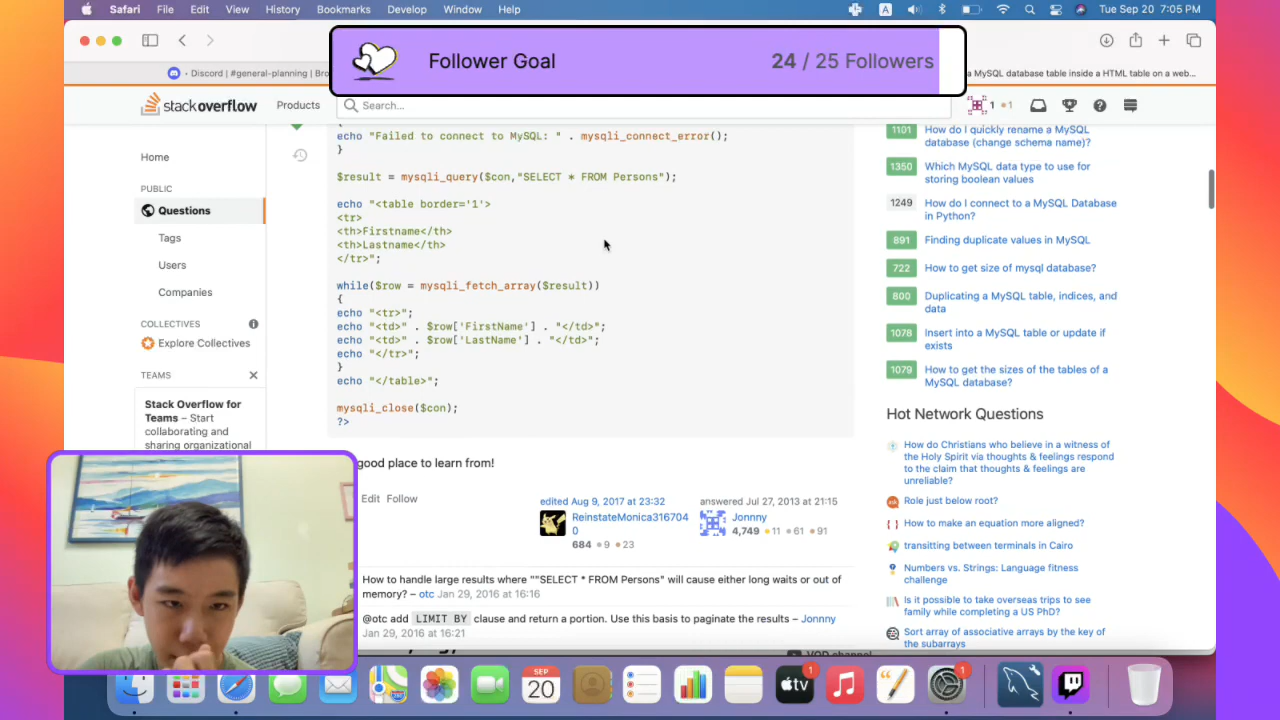 Safari File Edit View History Bookmarks Develop Window Help
A
Tue Sep 20 7:05 PM
Follower Goal
24 / 25 Followers
Discord | #general-planning | Bro
a MySQL database table inside a HTML table on a web...
stackoverflow
Products
Search...
1 1
Home
PUBLIC
Questions
Tags
Users
Companies
COLLECTIVES
Explore Collectives
TEAMS
Stack Overflow for
Teams – Start
collaborating and
sharing organizational
{
echo "Failed to connect to MySQL: " . mysqli_connect_error();
}
$result = mysqli_query($con,"SELECT * FROM Persons");
echo "<table border='1'>
<tr>
<th>Firstname</th>
<th>Lastname</th>
</tr>";
while($row = mysqli_fetch_array($result))
{
echo "<tr>";
echo "<td>" . $row['FirstName'] . "</td>";
echo "<td>" . $row['LastName'] . "</td>";
echo "</tr>";
}
echo "</table>";
mysqli_close($con);
?>
good place to learn from!
Edit Follow
edited Aug 9, 2017 at 23:32
ReinstateMonica316704
0
684 9 23
answered Jul 27, 2013 at 21:15
Jonnny
4,749 11 61 91
How to handle large results where ""SELECT * FROM Persons" will cause either long waits or out of
memory? – otc Jan 29, 2016 at 16:16
@otc add LIMIT BY clause and return a portion. Use this basis to paginate the results – Jonnny
Jan 29, 2016 at 16:21
1101 How do I quickly rename a MySQL
database (change schema name)?
1350 Which MySQL data type to use for
storing boolean values
1249 How do I connect to a MySQL Database
in Python?
891 Finding duplicate values in MySQL
722 How to get size of mysql database?
800 Duplicating a MySQL table, indices, and
data
1078 Insert into a MySQL table or update if
exists
1079 How to get the sizes of the tables of a
MySQL database?
Hot Network Questions
How do Christians who believe in a witness of
the Holy Spirit via thoughts & feelings respond
to the claim that thoughts & feelings are
unreliable?
Role just below root?
How to make an equation more aligned?
transiting between terminals in Cairo
Numbers vs. Strings: Language fitness
challenge
Is it possible to take overseas trips to see
family while completing a US PhD?
Sort array of associative arrays by the key of
the subarrays
SEP
20
tv
1
1